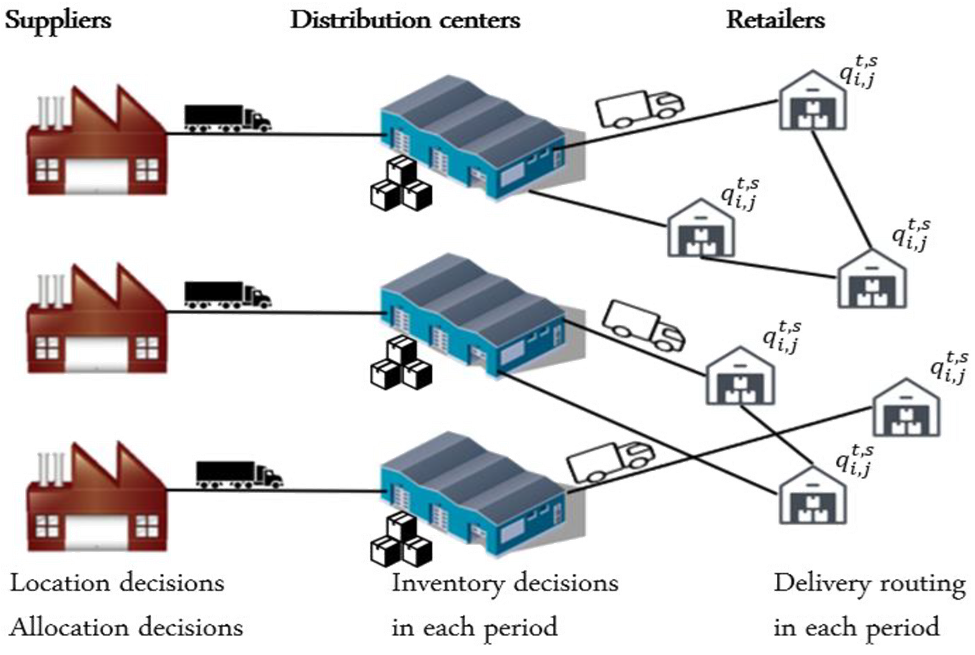 Suppliers Distribution centers Retailers
q_{i,j}^{t,s}
q_{i,j}^{t,s}
q_{i,j}^{t,s}
q_{i,j}^{t,s}
q_{i,j}^{t,s}
q_{i,j}^{t,s}
Location decisions Inventory decisions Delivery routing
Allocation decisions in each period in each period